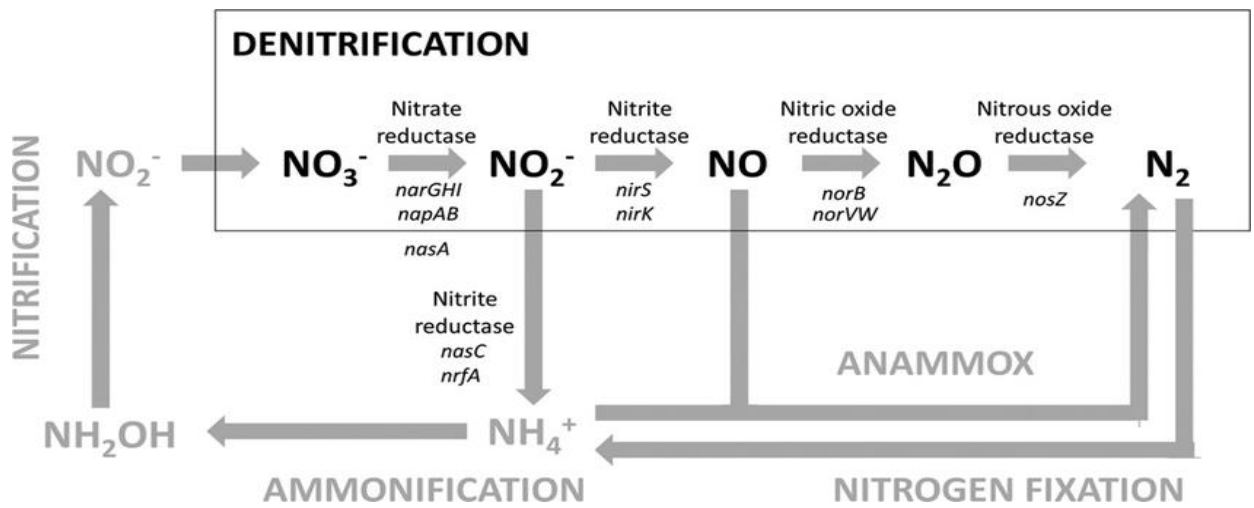 DENITRIFICATION
Nitrate
reductase
Nitrite
reductase
Nitric oxide
reductase
Nitrous oxide
reductase
NO₂⁻
NO₃⁻
NO₂⁻
NO
N₂O
N₂
narGHI
napAB
nasA
nirS
nirK
norB
norVW
nosZ
NITRIFICATION
Nitrite
reductase
nasC
nrfA
ANAMMOX
NH₂OH
NH₄⁺
AMMONIFICATION
NITROGEN FIXATION